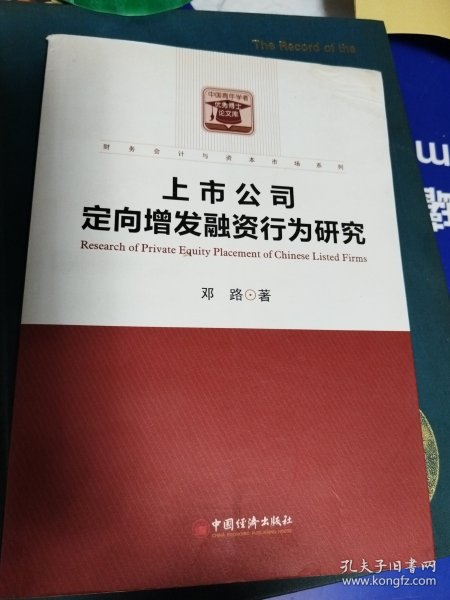 The Record of the
中国青年学者
优秀博士
论文库
财务会计与资本市场系列
上市公司
定向增发融资行为研究
Research of Private Equity Placement of Chinese Listed Firms
邓 路⊙著
中国经济出版社
CHINA ECONOMIC PUBLISHING HOUSE
孔夫子旧书网
www.kongfz.com